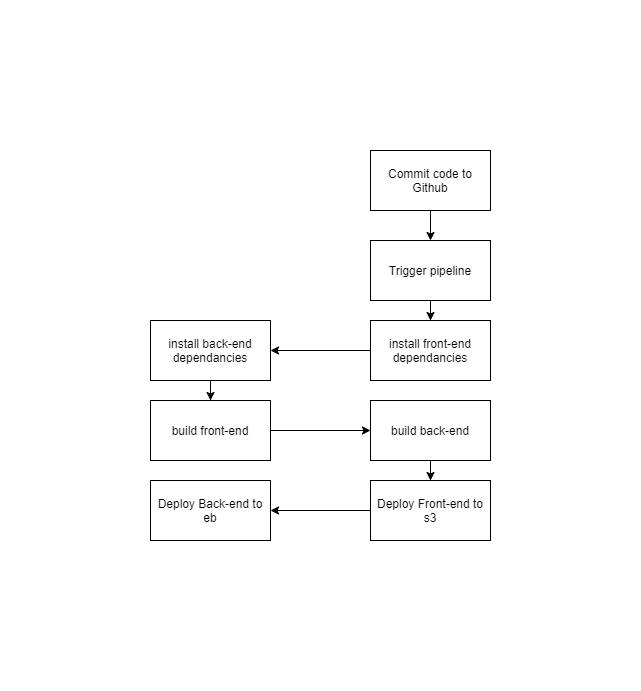 Commit code to
Github
Trigger pipeline
install back-end
dependancies
install front-end
dependancies
build front-end
build back-end
Deploy Back-end to
eb
Deploy Front-end to
s3